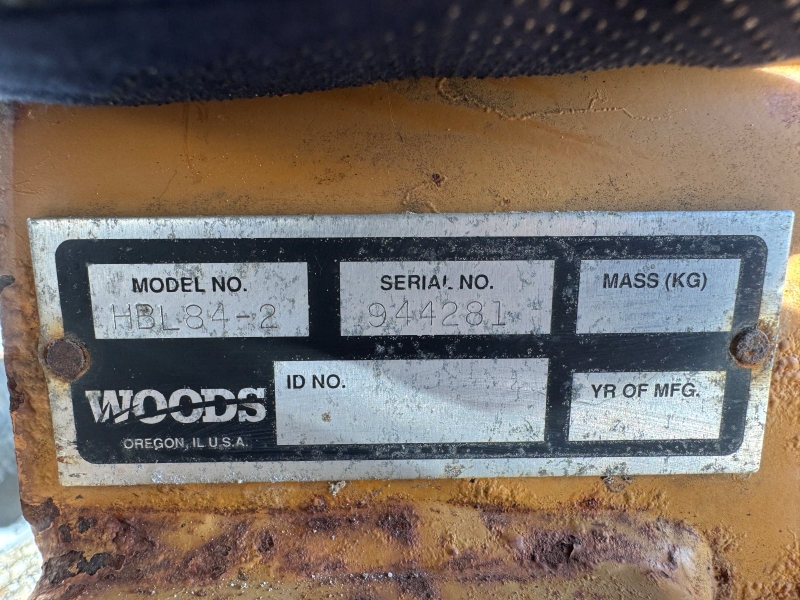 MODEL NO.
HBL84-2
SERIAL NO.
944281
MASS (KG)
WOODS
OREGON, IL U.S.A.
ID NO.
YR OF MFG.